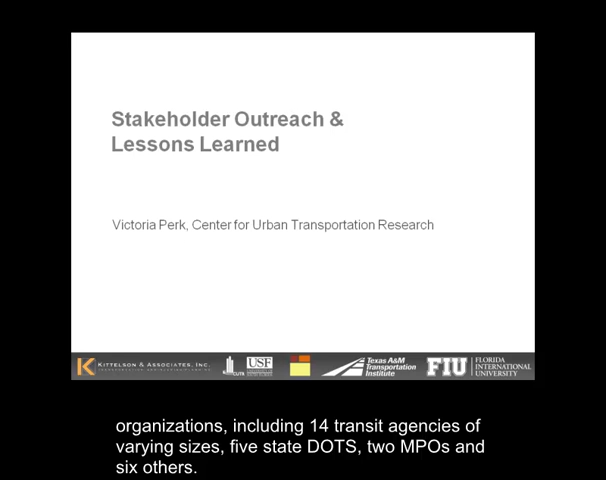 Stakeholder Outreach &
Lessons Learned
Victoria Perk, Center for Urban Transportation Research
KITTELSON & ASSOCIATES, INC.
CUTR
USF
Texas A&M
Transportation
Institute
FIU
FLORIDA
INTERNATIONAL
UNIVERSITY
organizations, including 14 transit agencies of
varying sizes, five state DOTS, two MPOs and
six others.